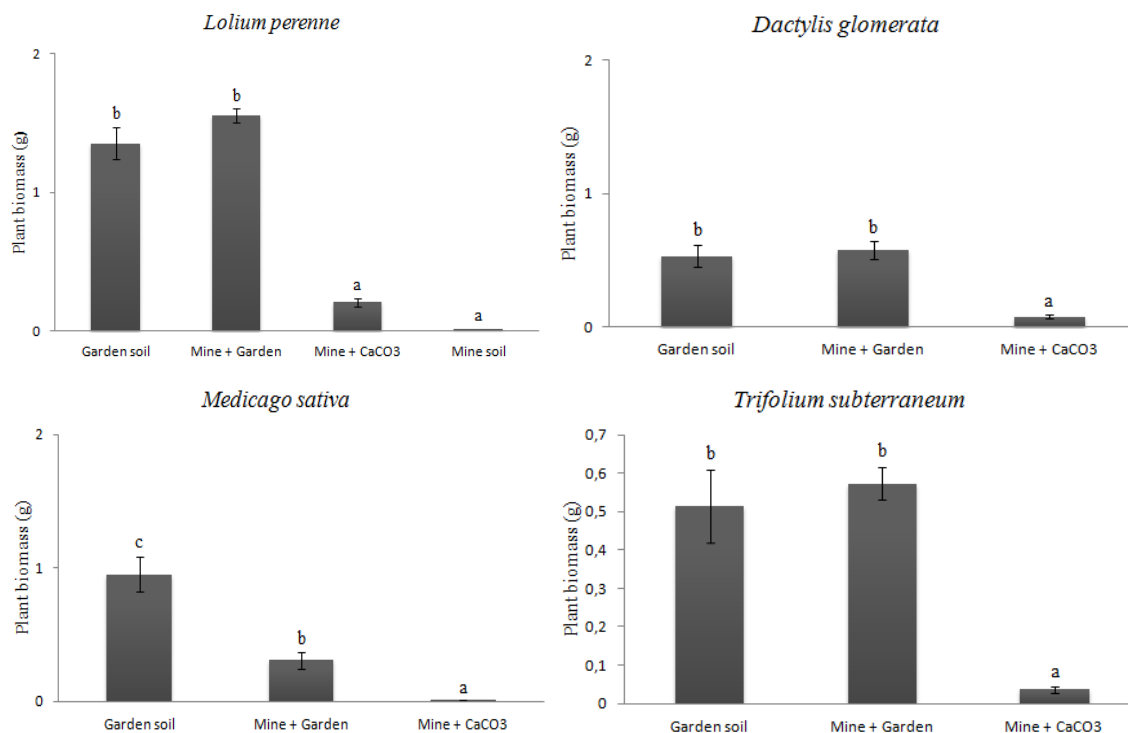 Lolium perenne
Plant biomass (g)
2
1
0
b
b
a
a
Garden soil
Mine + Garden
Mine + CaCO3
Mine soil
Dactylis glomerata
Plant biomass (g)
2
1
0
b
b
a
Garden soil
Mine + Garden
Mine + CaCO3
Medicago sativa
Plant biomass (g)
2
1
0
c
b
a
Garden soil
Mine + Garden
Mine + CaCO3
Trifolium subterraneum
Plant biomass (g)
0,7
0,6
0,5
0,4
0,3
0,2
0,1
0
b
b
a
Garden soil
Mine + Garden
Mine + CaCO3